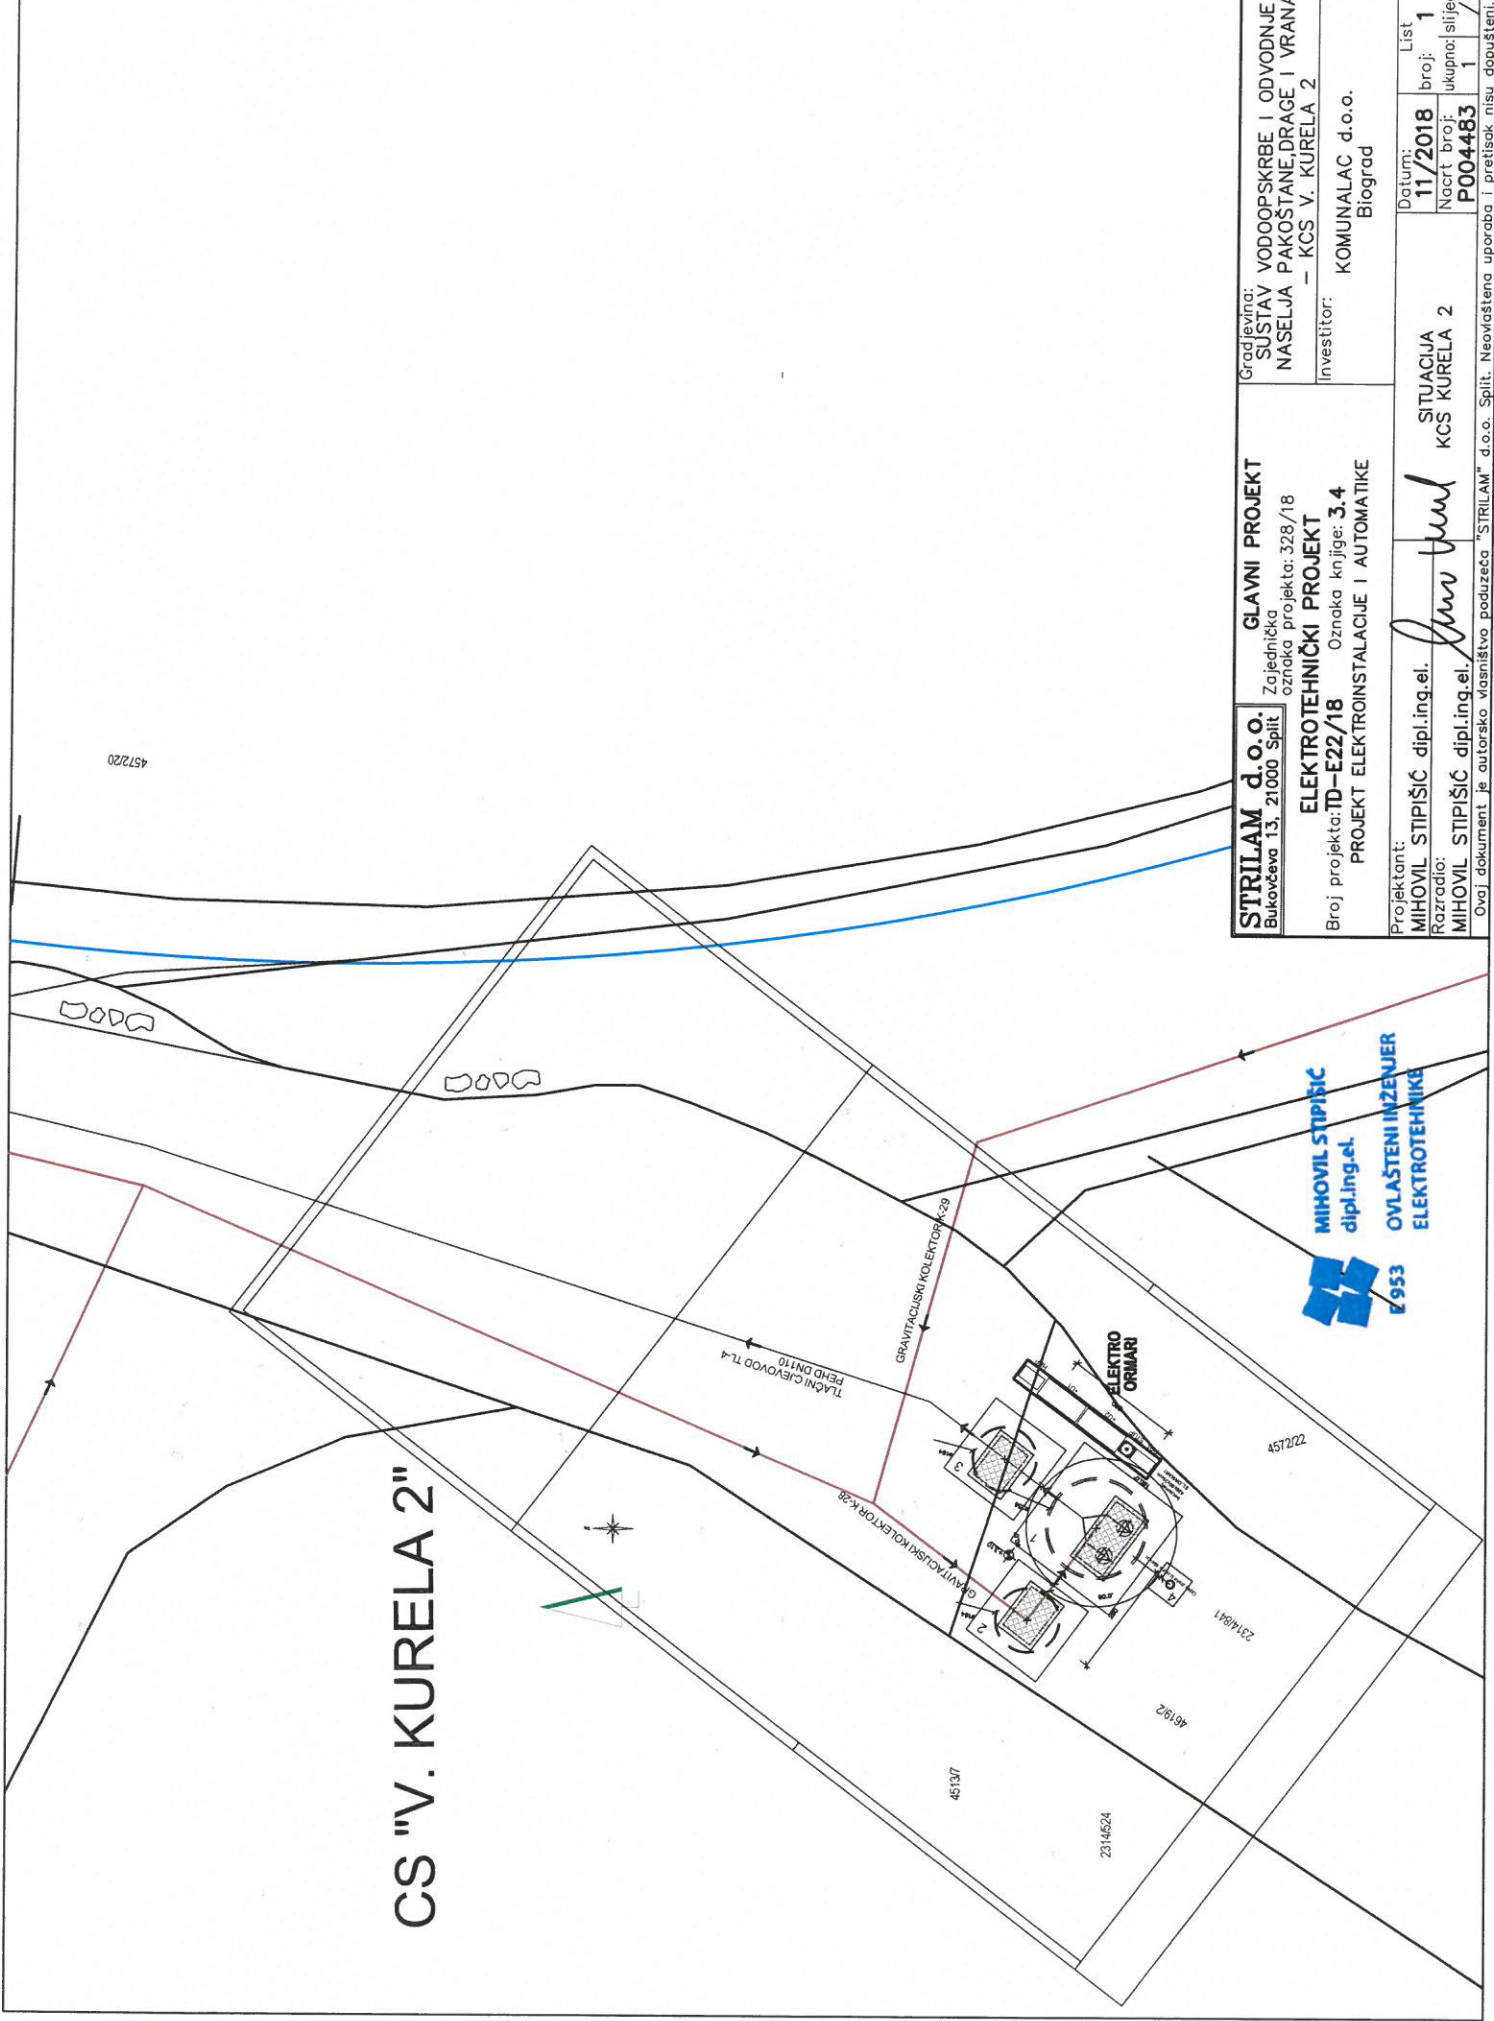 CS "V. KURELA 2"
4572/20
TLAČNI CJEVOVOD TL-4
PEHD DN110
GRAVITACIJSKI KOLEKTOR K-29
GRAVITACIJSKI KOLEKTOR K-28
ELEKTRO
ORMARI
1
2
3
4
4572/22
2314/841
4619/2
4513/7
2314/524
MIHOVIL STIPIŠIĆ
dipl.ing.el.
OVLAŠTENI INŽENJER
ELEKTROTEHNIKE
E 953
STRILAM d.o.o.
Bukovčeva 13, 21000 Split
GLAVNI PROJEKT
Zajednička
oznaka projekta: 328/18
ELEKTROTEHNIČKI PROJEKT
Broj projekta: TD-E22/18 Oznaka knjige: 3.4
PROJEKT ELEKTROINSTALACIJE I AUTOMATIKE
Gradjevina:
SUSTAV VODOOPSKRBE I ODVODNJE
NASELJA PAKOŠTANE,DRAGE I VRANA
– KCS V. KURELA 2
Investitor:
KOMUNALAC d.o.o.
Biograd
Projektant:
MIHOVIL STIPIŠIĆ dipl.ing.el.
Razradio:
MIHOVIL STIPIŠIĆ dipl.ing.el.
SITUACIJA
KCS KURELA 2
Datum:
11/2018
Nacrt broj:
P004483
List
broj: 1
ukupno:
1
/
Ovaj dokument je autorsko vlasništvo poduzeća "STRILAM" d.o.o. Split. Neovlaštena uporaba i pretisak nisu dopušteni.